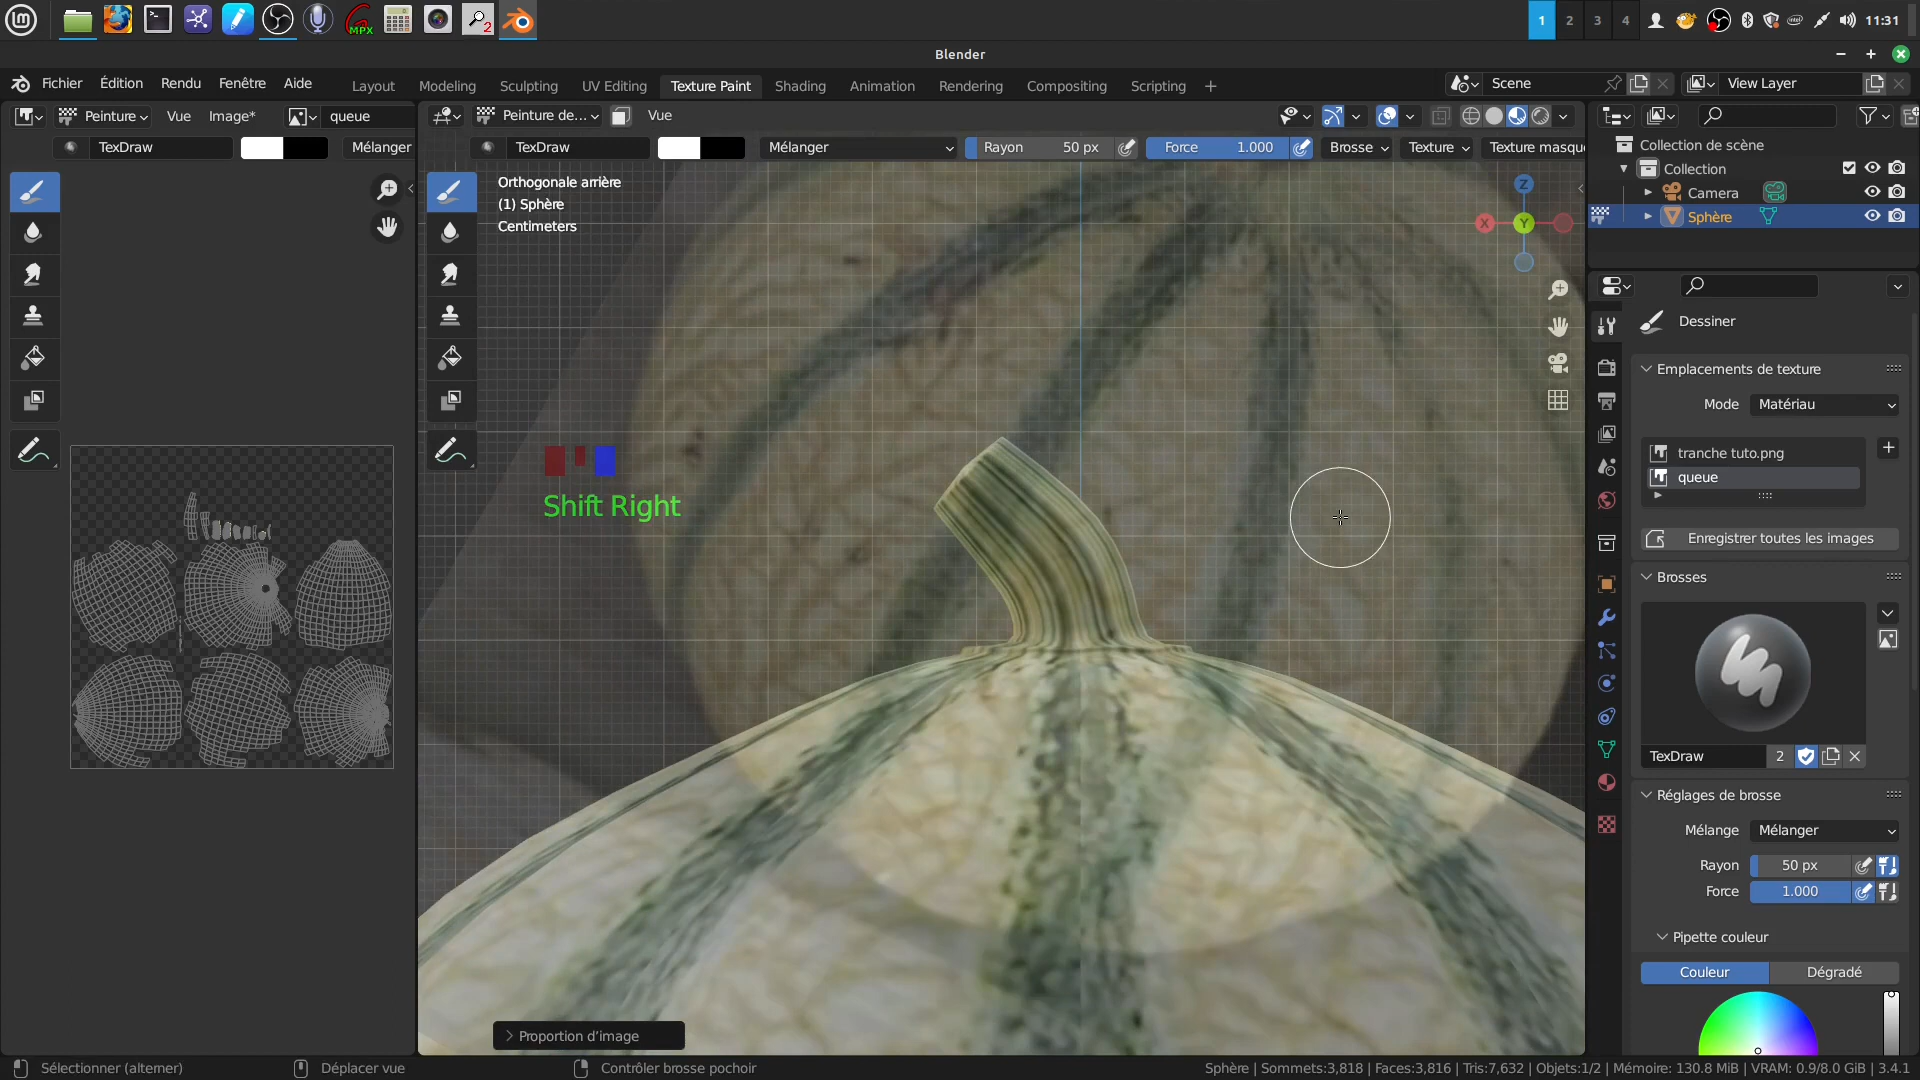 MPX
2
1
2
3
4
11:31
Blender
Fichier Édition Rendu Fenêtre Aide
Layout Modeling Sculpting UV Editing Texture Paint Shading Animation Rendering Compositing Scripting +
Scene
View Layer
Peinture Vue Image* queue
Peinture de... Vue
TexDraw Mélanger
TexDraw Mélanger Rayon 50 px Force 1.000 Brosse Texture Texture masqu
Orthogonale arrière
(1) Sphère
Centimeters
Z
X
Y
Shift Right
Proportion d'image
Collection de scène
Collection
Camera
Sphère
Dessiner
Emplacements de texture
Mode Matériau
tranche tuto.png
queue
Enregistrer toutes les images
Brosses
TexDraw 2
Réglages de brosse
Mélange Mélanger
Rayon 50 px
Force 1.000
Pipette couleur
Couleur Dégradé
Sélectionner (alterner) Déplacer vue Contrôler brosse pochoir
Sphère | Sommets:3,818 | Faces:3,816 | Tris:7,632 | Objets:1/2 | Mémoire: 130.8 MiB | VRAM: 0.9/8.0 GiB | 3.4.1